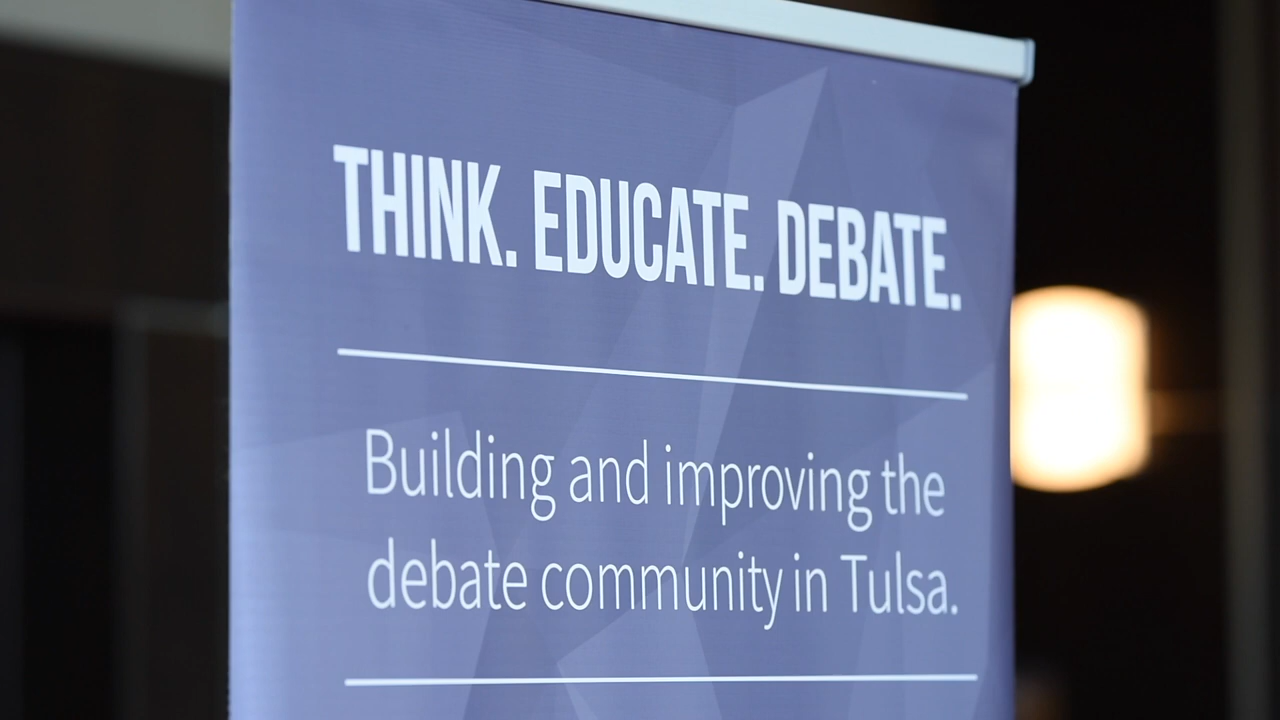 THINK. EDUCATE. DEBATE.
Building and improving the
debate community in Tulsa.